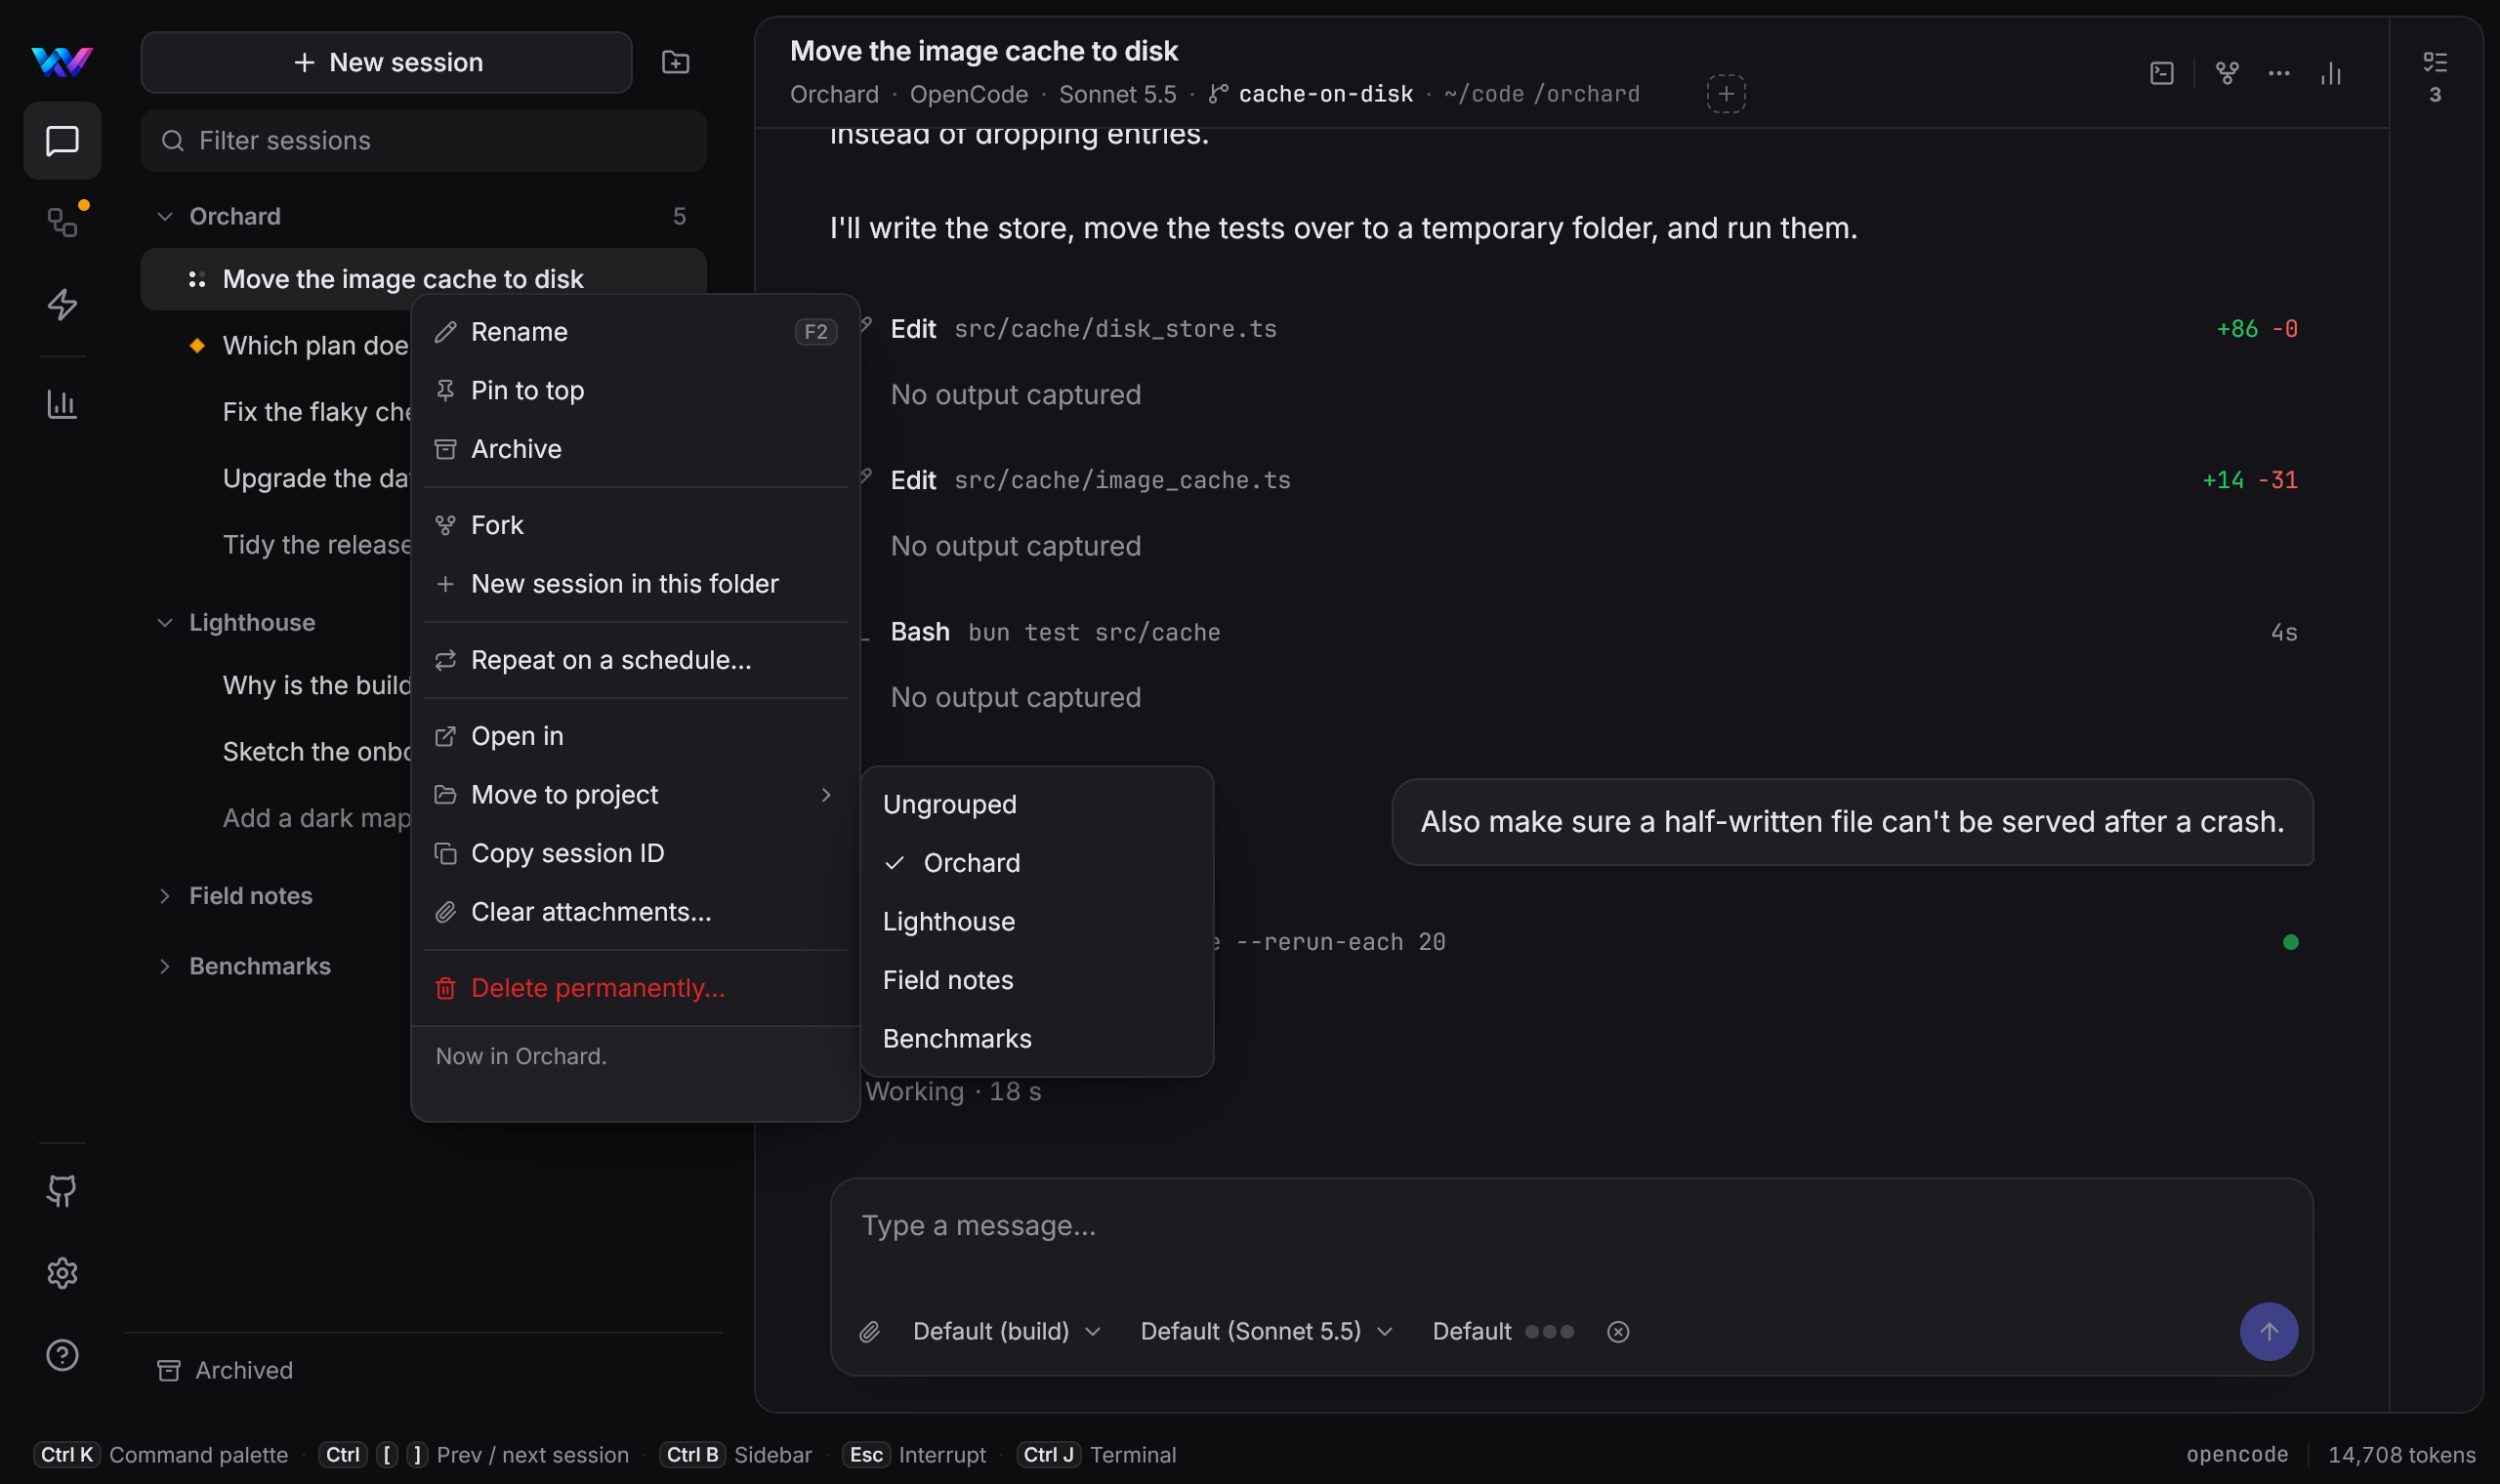 New session
Filter sessions
Orchard 5
Move the image cache to disk
Which plan doe
Fix the flaky che
Upgrade the da
Tidy the release
Lighthouse
Why is the build
Sketch the onbo
Add a dark map
Field notes
Benchmarks
Archived
Rename F2
Pin to top
Archive
Fork
New session in this folder
Repeat on a schedule...
Open in
Move to project
Copy session ID
Clear attachments...
Delete permanently...
Now in Orchard.
Ungrouped
Orchard
Lighthouse
Field notes
Benchmarks
Move the image cache to disk
Orchard · OpenCode · Sonnet 5.5 · cache-on-disk · ~/code /orchard
3
instead of dropping entries.
I'll write the store, move the tests over to a temporary folder, and run them.
Edit src/cache/disk_store.ts +86 -0
No output captured
Edit src/cache/image_cache.ts +14 -31
No output captured
Bash bun test src/cache 4s
No output captured
Also make sure a half-written file can't be served after a crash.
--rerun-each 20
Working · 18 s
Type a message...
Default (build) Default (Sonnet 5.5) Default
Ctrl K Command palette · Ctrl [ ] Prev / next session · Ctrl B Sidebar · Esc Interrupt · Ctrl J Terminal
opencode 14,708 tokens